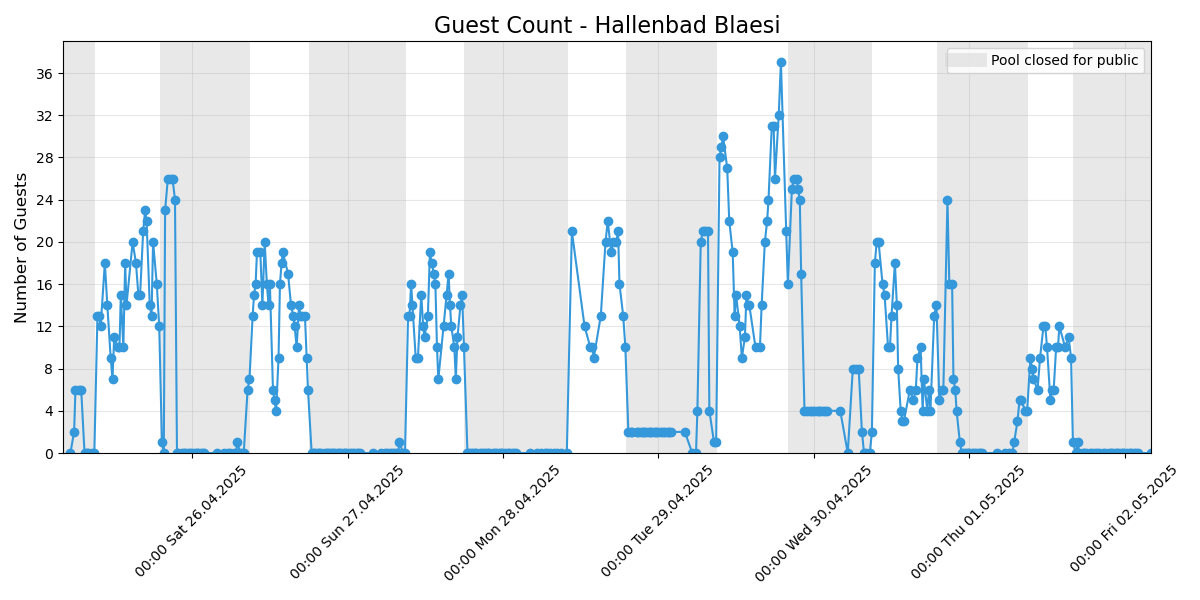 Guest Count - Hallenbad Blaesi
Pool closed for public
Number of Guests
36
32
28
24
20
16
12
8
4
0
00:00 Sat 26.04.2025
00:00 Sun 27.04.2025
00:00 Mon 28.04.2025
00:00 Tue 29.04.2025
00:00 Wed 30.04.2025
00:00 Thu 01.05.2025
00:00 Fri 02.05.2025